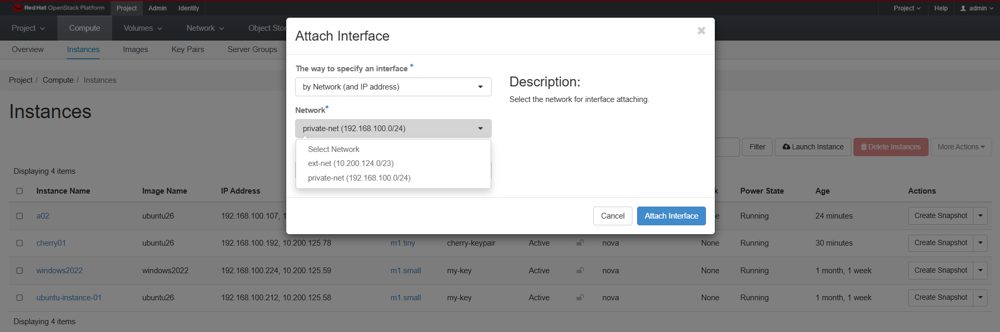 Red Hat OpenStack Platform Project Admin Identity Project Help admin
Project Compute Volumes Network Object Stor
Overview Instances Images Key Pairs Server Groups
Project / Compute / Instances
Instances
Attach Interface
The way to specify an interface *
by Network (and IP address)
Network*
private-net (192.168.100.0/24)
Select Network
ext-net (10.200.124.0/23)
private-net (192.168.100.0/24)
Description:
Select the network for interface attaching.
Cancel Attach Interface
Filter Launch Instance Delete Instances More Actions
Displaying 4 items
Instance Name Image Name IP Address k Power State Age Actions
a02 ubuntu26 192.168.100.107, 1 e Running 24 minutes Create Snapshot
cherry01 ubuntu26 192.168.100.192, 10.200.125.78 m1.tiny cherry-keypair Active nova None Running 30 minutes Create Snapshot
windows2022 windows2022 192.168.100.224, 10.200.125.59 m1.small my-key Active nova None Running 1 month, 1 week Create Snapshot
ubuntu-instance-01 ubuntu26 192.168.100.212, 10.200.125.58 m1.small my-key Active nova None Running 1 month, 1 week Create Snapshot
Displaying 4 items